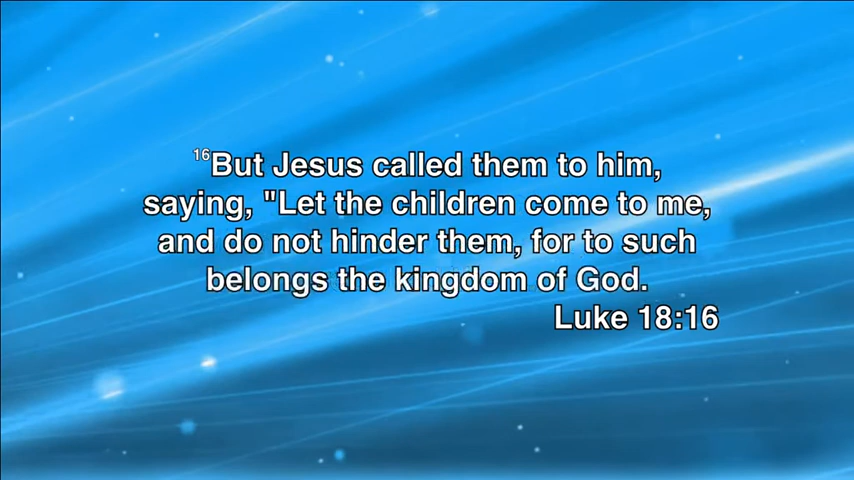 16But Jesus called them to him,
saying, "Let the children come to me,
and do not hinder them, for to such
belongs the kingdom of God.
Luke 18:16